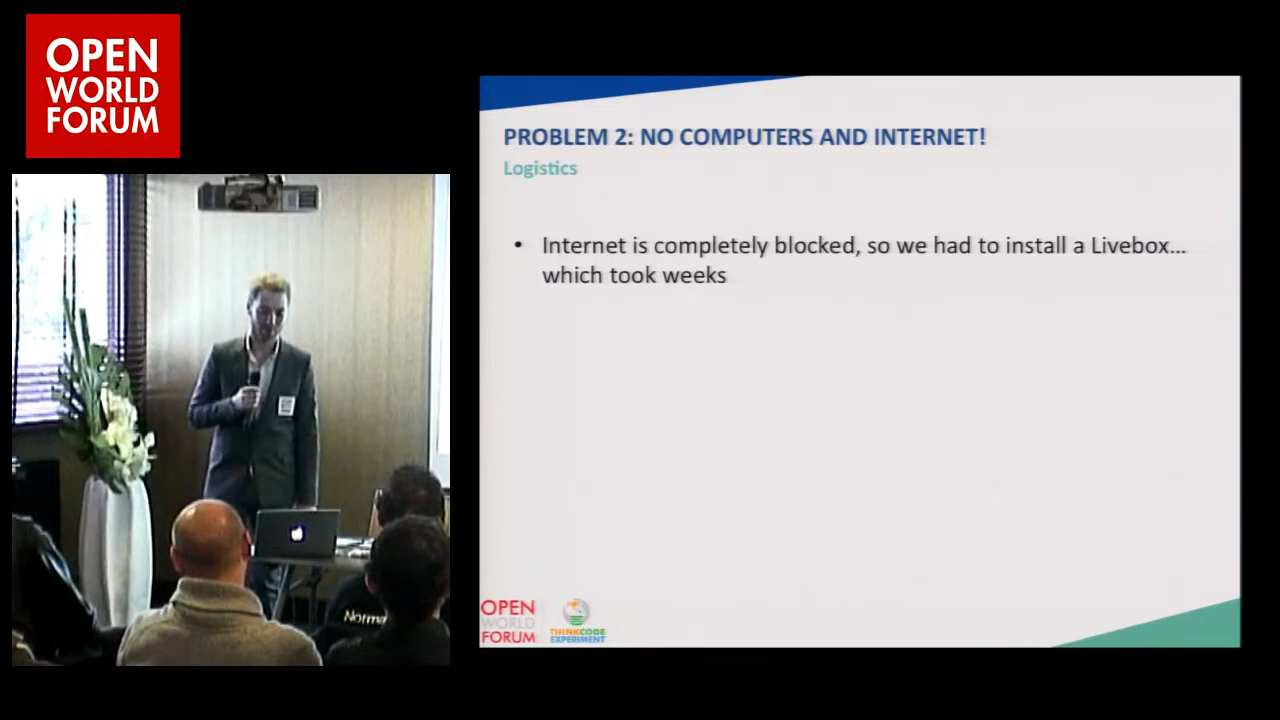 OPEN
WORLD
FORUM
PROBLEM 2: NO COMPUTERS AND INTERNET!
Logistics
• Internet is completely blocked, so we had to install a Livebox...
which took weeks
OPEN
WORLD
FORUM
THINKCODE
EXPERIMENT
Norma